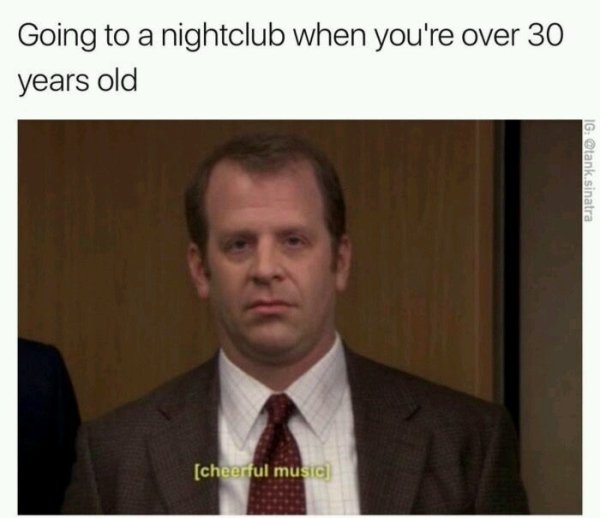 Going to a nightclub when you're over 30
years old
IG: @tank.sinatra
[cheerful music]